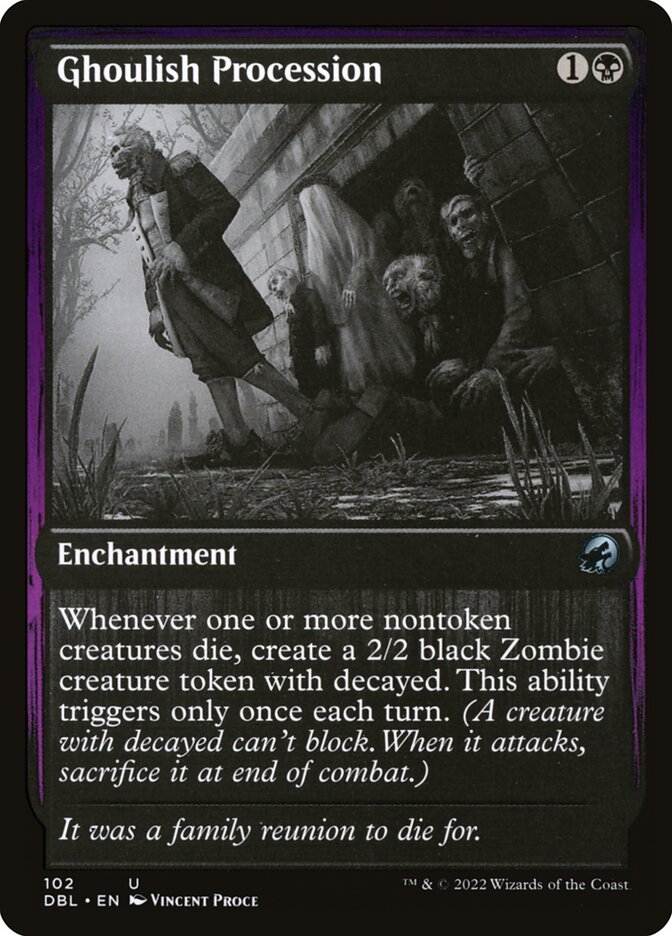 Ghoulish Procession 1
Enchantment
Whenever one or more nontoken
creatures die, create a 2/2 black Zombie
creature token with decayed. This ability
triggers only once each turn. (A creature
with decayed can't block. When it attacks,
sacrifice it at end of combat.)
It was a family reunion to die for.
102 U
DBL • EN Vincent Proce
™ & © 2022 Wizards of the Coast